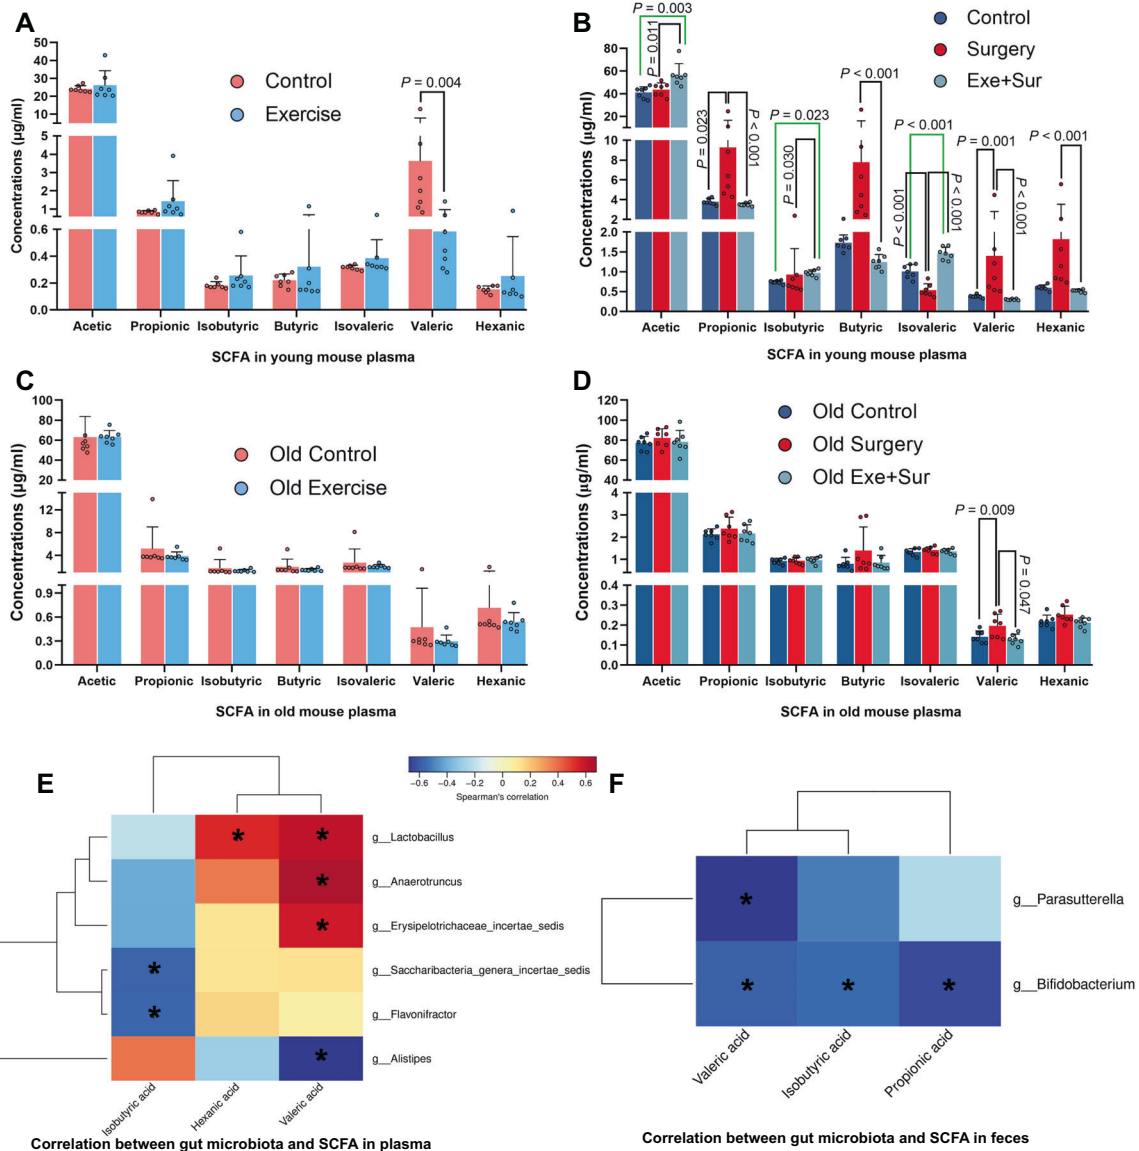 A
Concentrations (μg/ml)
50
40
30
20
10
5
4
3
2
1
0.6
0.4
0.2
0.0
Control
Exercise
P = 0.004
Acetic Propionic Isobutyric Butyric Isovaleric Valeric Hexanic
SCFA in young mouse plasma
B
Concentrations (μg/ml)
80
60
40
20
10
8
6
4
2
2.0
1.5
1.0
0.5
0.0
Control
Surgery
Exe+Sur
P = 0.003
P = 0.011
P = 0.023
P < 0.001
P = 0.023
P = 0.030
P < 0.001
P < 0.001
P < 0.001
P < 0.001
P = 0.001
P < 0.001
P < 0.001
Acetic Propionic Isobutyric Butyric Isovaleric Valeric Hexanic
SCFA in young mouse plasma
C
Concentrations (μg/ml)
100
80
60
40
12
8
4
0.9
0.6
0.3
0.0
Old Control
Old Exercise
Acetic Propionic Isobutyric Butyric Isovaleric Valeric Hexanic
SCFA in old mouse plasma
D
Concentrations (μg/ml)
120
100
80
60
40
4
3
2
1
0.4
0.3
0.2
0.1
0.0
Old Control
Old Surgery
Old Exe+Sur
P = 0.009
P = 0.047
Acetic Propionic Isobutyric Butyric Isovaleric Valeric Hexanic
SCFA in old mouse plasma
E
−0.6 −0.4 −0.2 0 0.2 0.4 0.6
Spearman's correlation
* * g__Lactobacillus
* g__Anaerotruncus
* g__Erysipelotrichaceae_incertae_sedis
* g__Saccharibacteria_genera_incertae_sedis
* g__Flavonifractor
* g__Alistipes
Isobutyric acid
Hexanic acid
Valeric acid
Correlation between gut microbiota and SCFA in plasma
F
* g__Parasutterella
* * * g__Bifidobacterium
Valeric acid
Isobutyric acid
Propionic acid
Correlation between gut microbiota and SCFA in feces